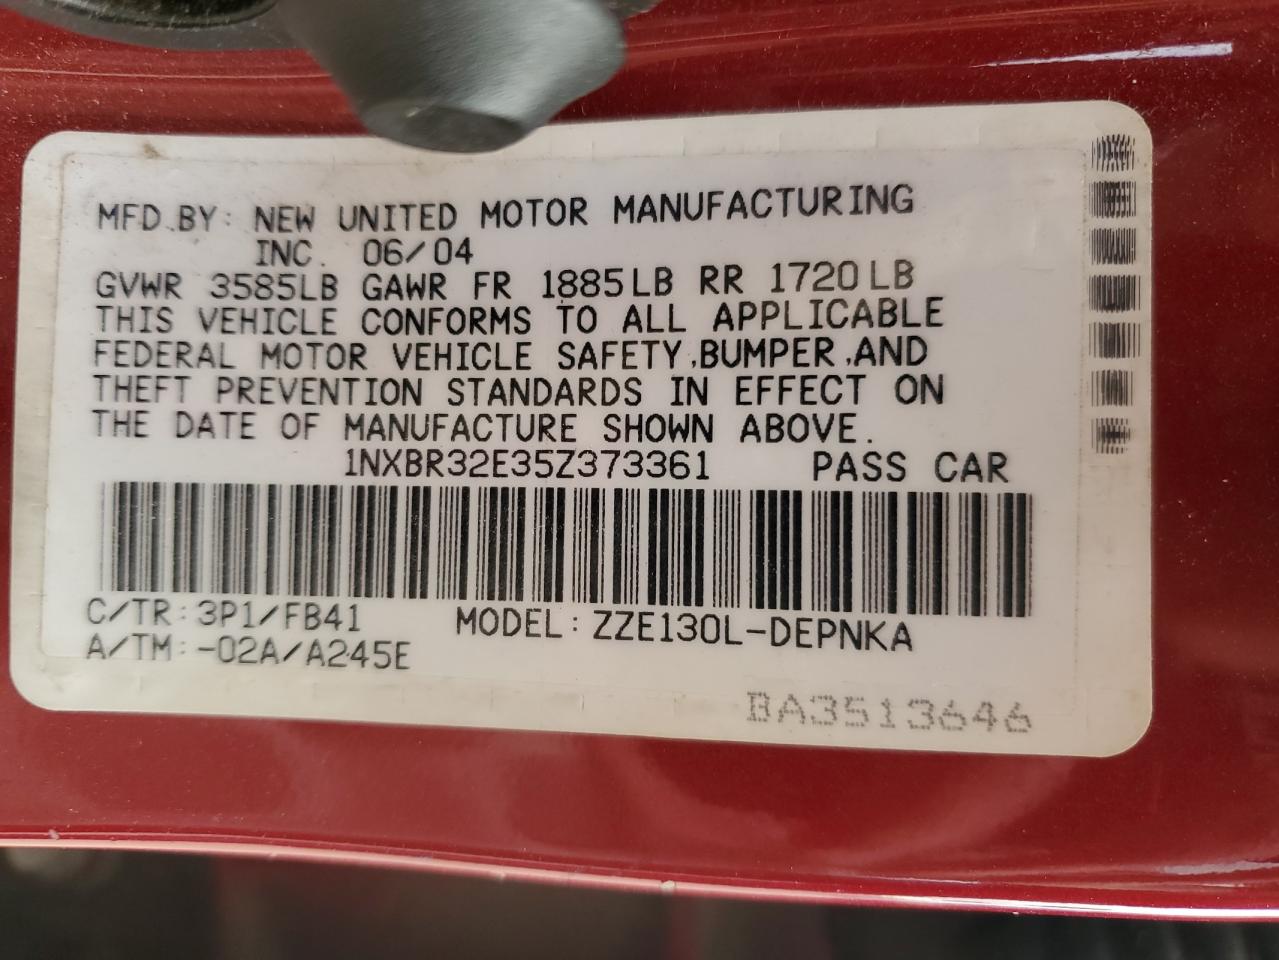 MFD.BY: NEW UNITED MOTOR MANUFACTURING
INC. 06/04
GVWR 3585LB GAWR FR 1885LB RR 1720LB
THIS VEHICLE CONFORMS TO ALL APPLICABLE
FEDERAL MOTOR VEHICLE SAFETY,BUMPER,AND
THEFT PREVENTION STANDARDS IN EFFECT ON
THE DATE OF MANUFACTURE SHOWN ABOVE.
1NXBR32E35Z373361 PASS CAR
C/TR:3P1/FB41 MODEL:ZZE130L-DEPNKA
A/TM:-02A/A245E
BA3513646